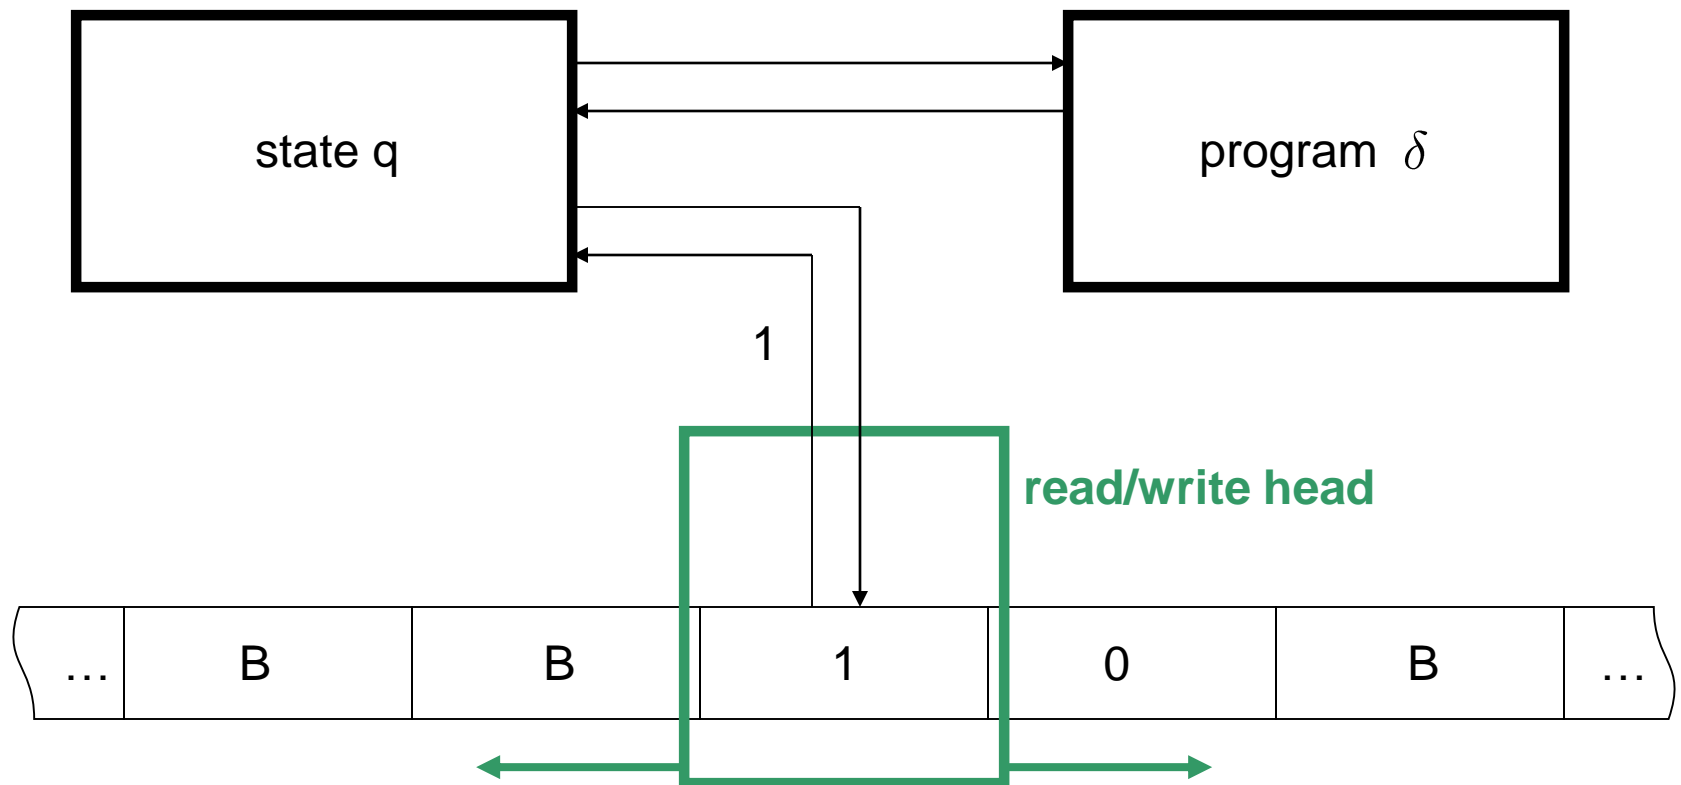 state q
program δ
1
read/write head
… B B 1 0 B …